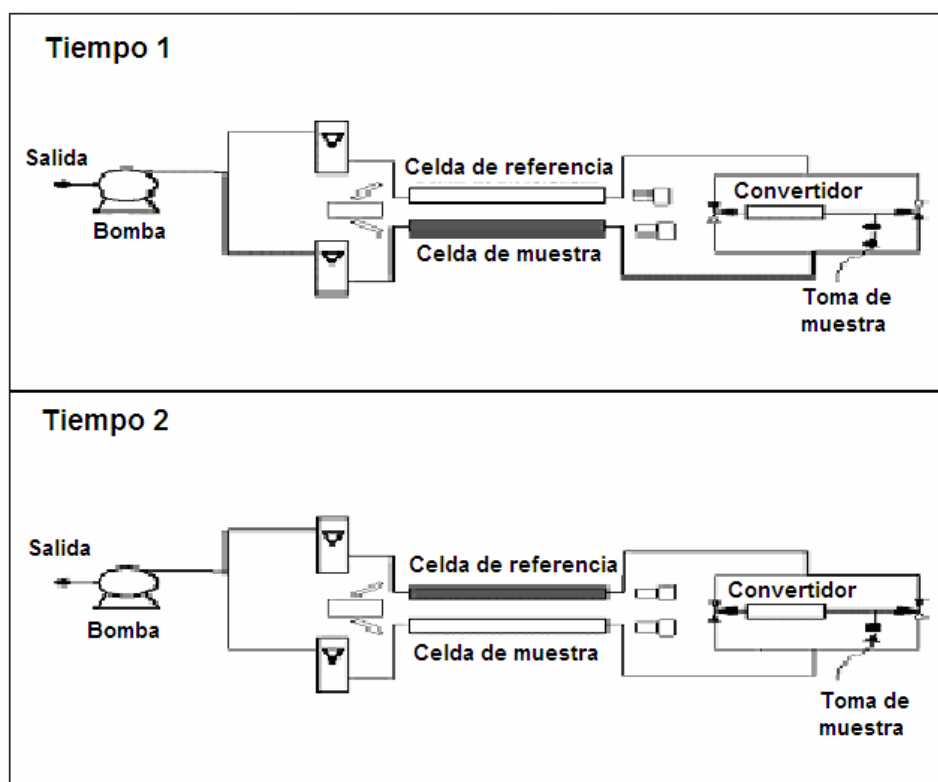 Tiempo 1
Salida
Bomba
Celda de referencia
Celda de muestra
Convertidor
Toma de
muestra
Tiempo 2
Salida
Bomba
Celda de referencia
Celda de muestra
Convertidor
Toma de
muestra